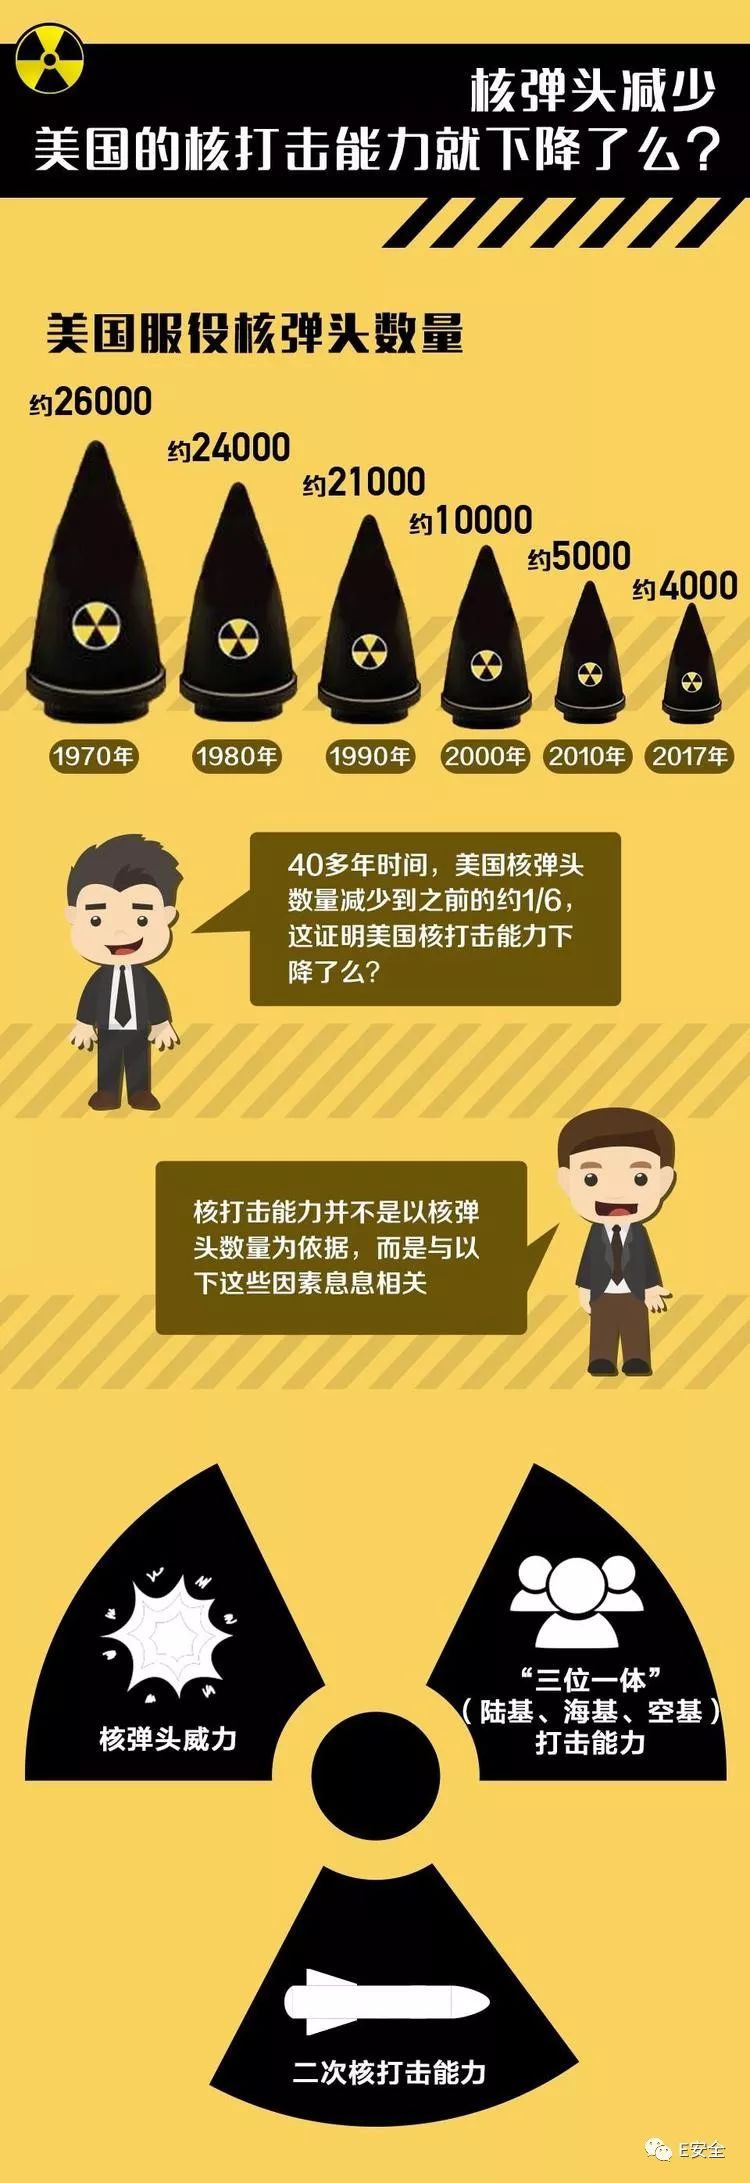 核弹头减少
美国的核打击能力就下降了么?
美国服役核弹头数量
约26000
约24000
约21000
约10000
约5000
约4000
1970年
1980年
1990年
2000年
2010年
2017年
40多年时间，美国核弹头
数量减少到之前的约1/6，
这证明美国核打击能力下
降了么?
核打击能力并不是以核弹
头数量为依据，而是与以
下这些因素息息相关
核弹头威力
“三位一体”
（陆基、海基、空基）
打击能力
二次核打击能力
E安全